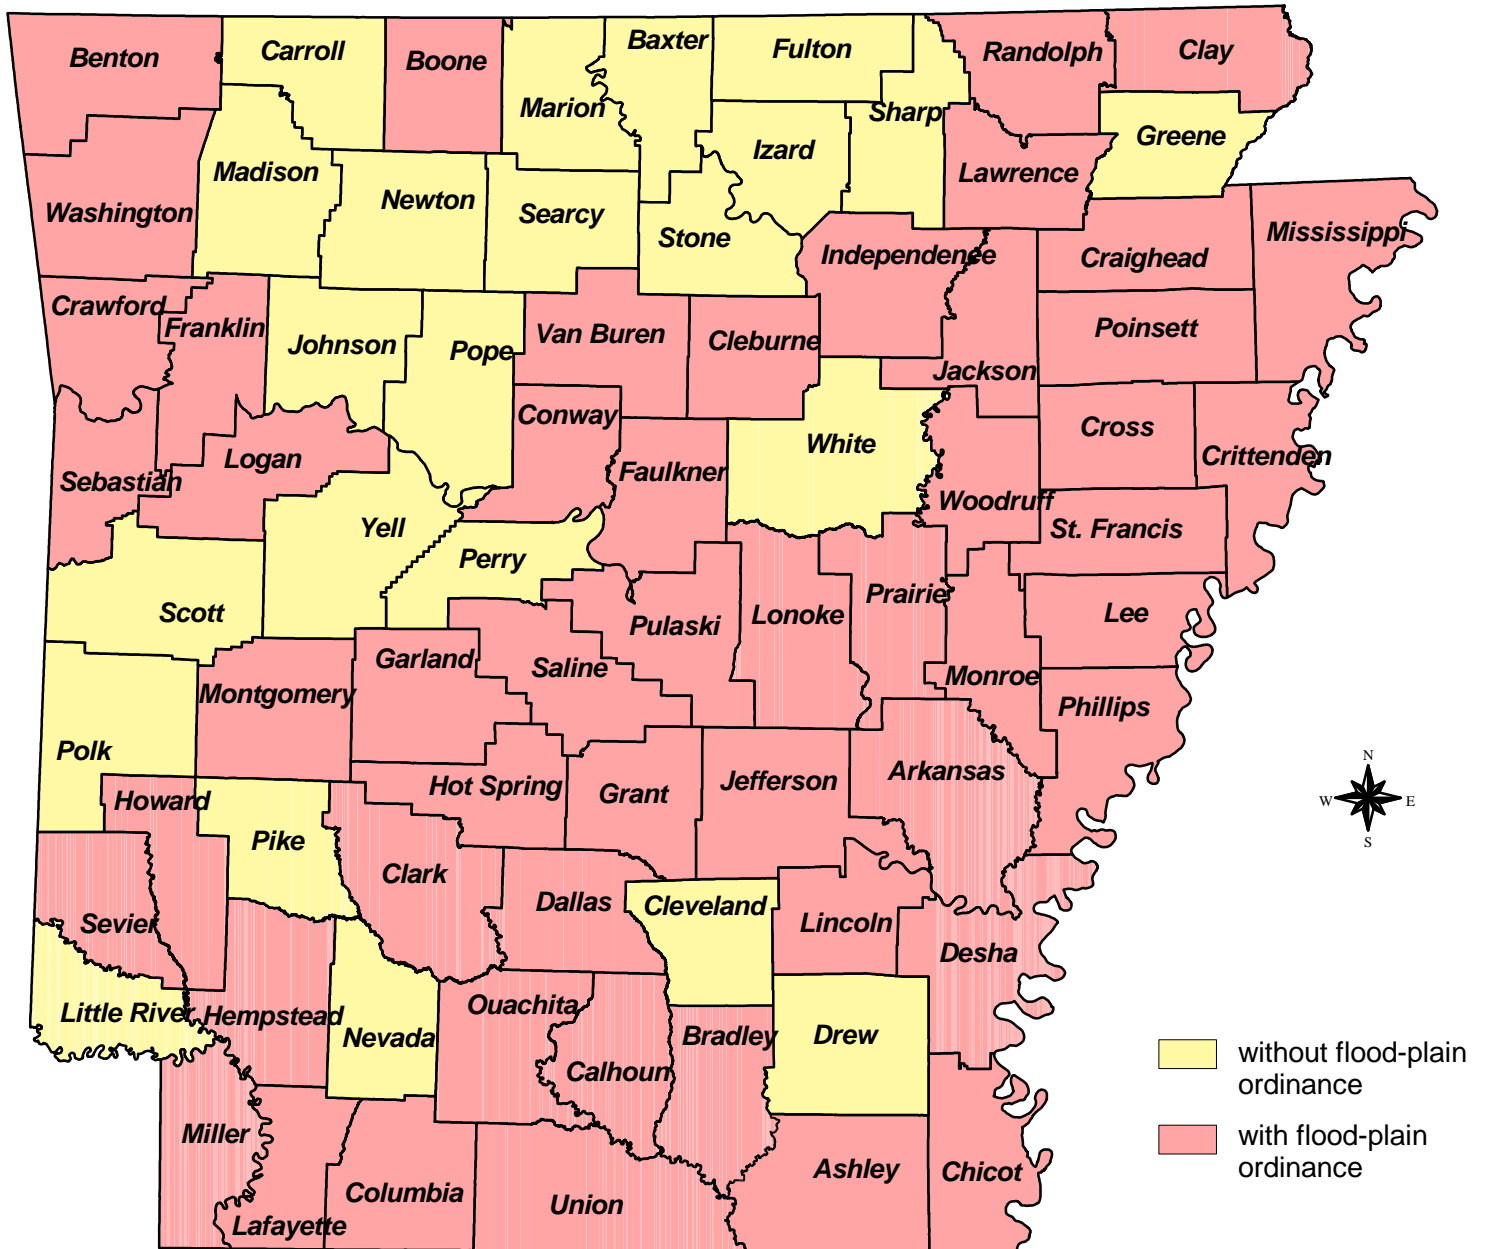 Benton
Carroll
Boone
Marion
Baxter
Fulton
Sharp
Randolph
Clay
Greene
Lawrence
Izard
Madison
Newton
Searcy
Stone
Washington
Independence
Craighead
Mississippi
Crawford
Franklin
Johnson
Pope
Van Buren
Cleburne
Jackson
Poinsett
Conway
White
Cross
Crittenden
Sebastian
Logan
Faulkner
Woodruff
St. Francis
Yell
Perry
Scott
Pulaski
Lonoke
Prairie
Lee
Garland
Saline
Monroe
Montgomery
Phillips
Polk
Howard
Hot Spring
Grant
Jefferson
Arkansas
Pike
Clark
Dallas
Cleveland
Lincoln
Sevier
Desha
Little River
Hempstead
Nevada
Ouachita
Calhoun
Bradley
Drew
Miller
Lafayette
Columbia
Union
Ashley
Chicot
N
W
E
S
without flood-plain
ordinance
with flood-plain
ordinance